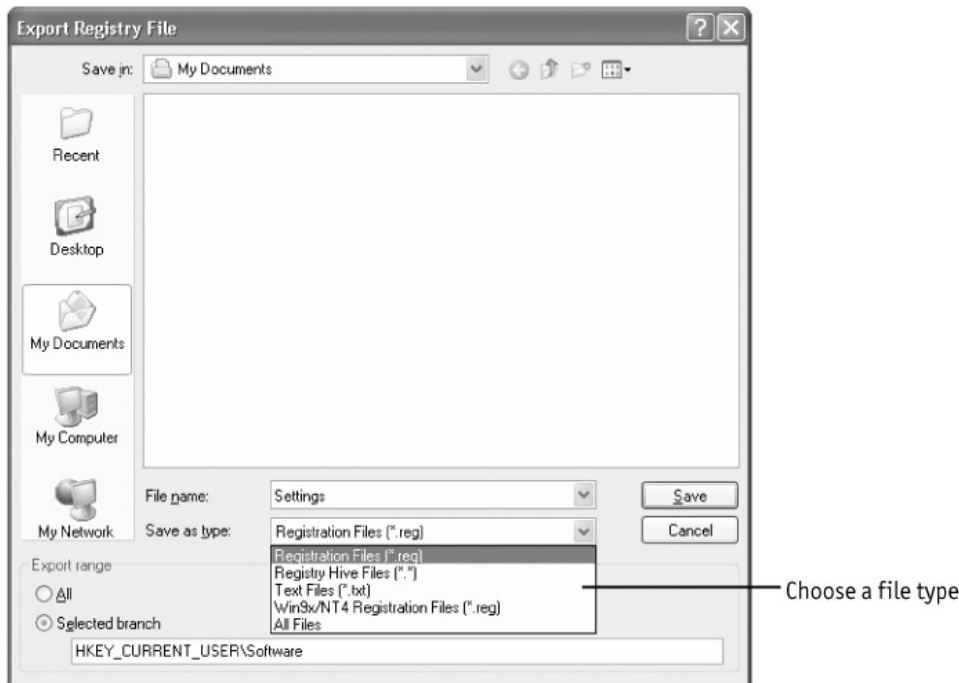 Export Registry File
Save in: My Documents
Recent
Desktop
My Documents
My Computer
My Network
File name: Settings Save
Save as type: Registration Files (*.reg) Cancel
Registration Files (*.reg)
Registry Hive Files (*.*)
Text Files (*.txt)
Win9x/NT4 Registration Files (*.reg)
All Files
Choose a file type
Export range
All
Selected branch
HKEY_CURRENT_USER\Software